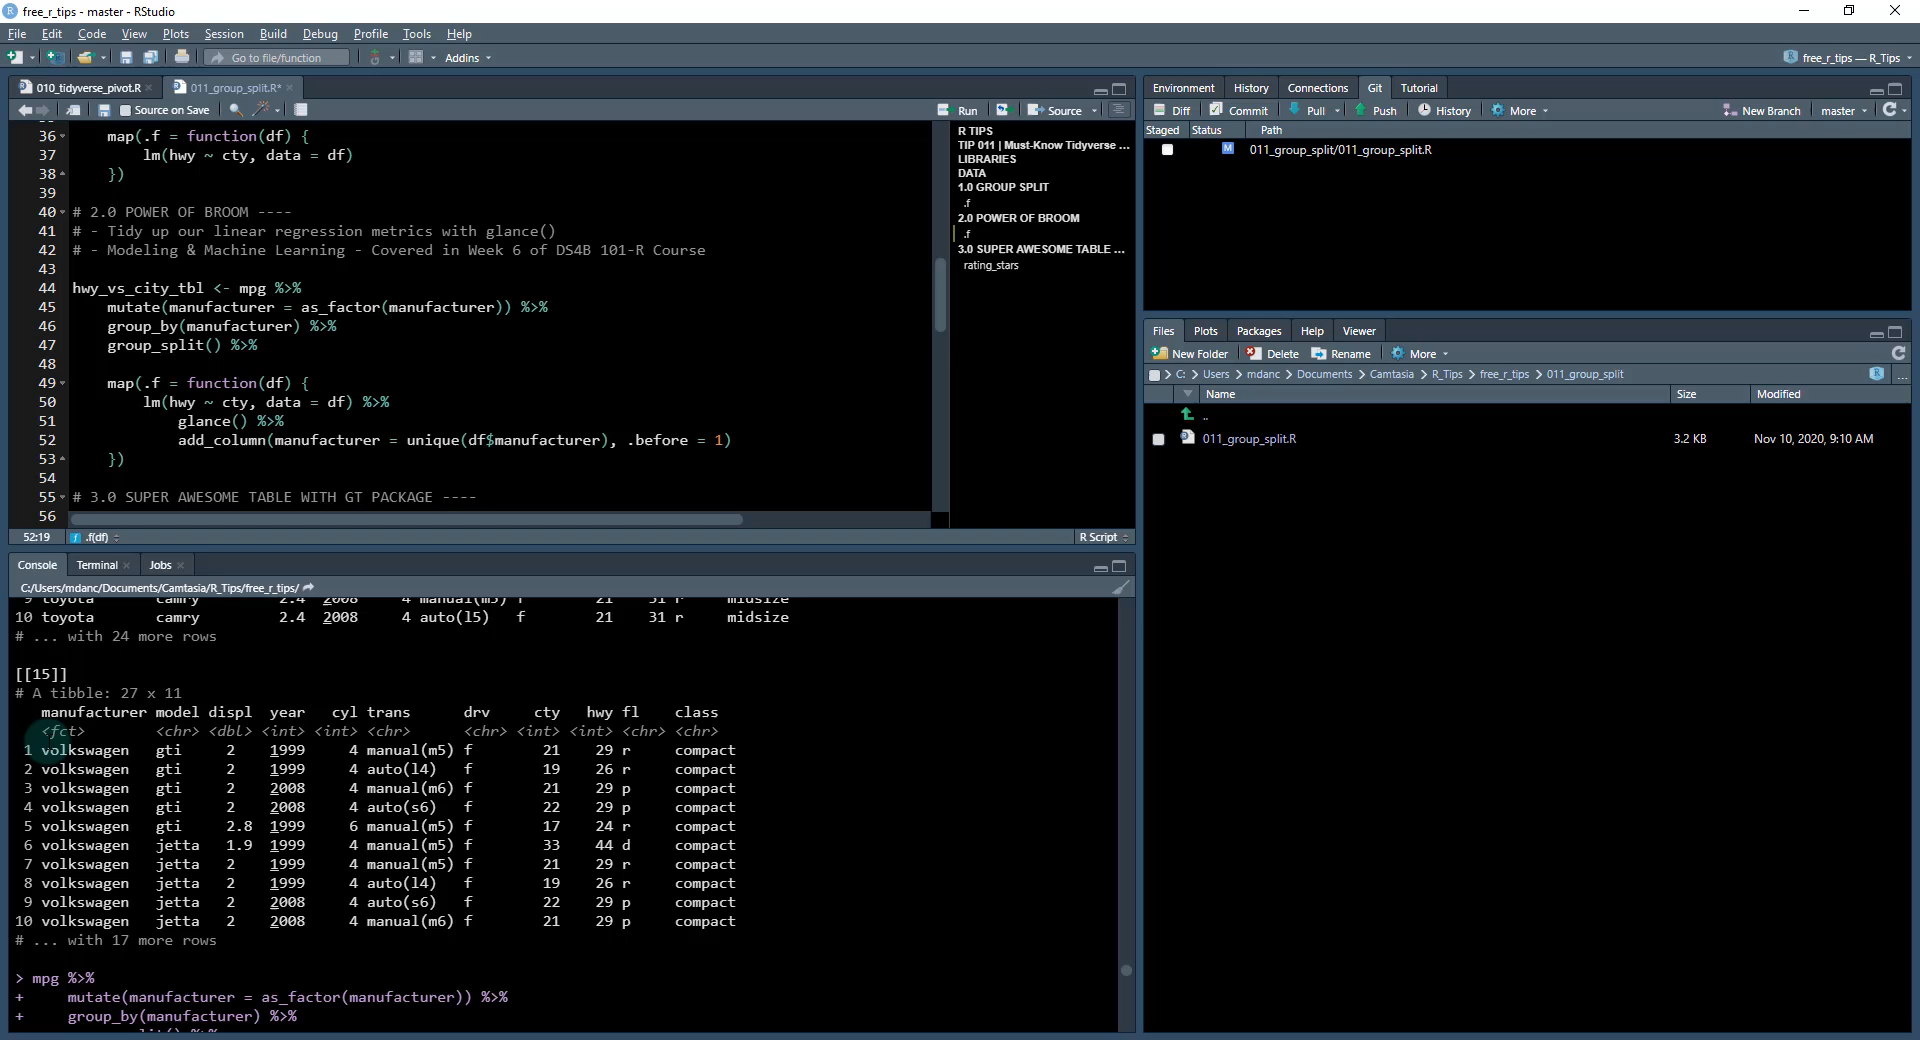 free_r_tips - master - RStudio
File Edit Code View Plots Session Build Debug Profile Tools Help
Go to file/function Addins free_r_tips — R_Tips
010_tidyverse_pivot.R 011_group_split.R*
Source on Save Run Source
36 map(.f = function(df) {
37 lm(hwy ~ cty, data = df)
38 })
39
40 # 2.0 POWER OF BROOM ----
41 # - Tidy up our linear regression metrics with glance()
42 # - Modeling & Machine Learning - Covered in Week 6 of DS4B 101-R Course
43
44 hwy_vs_city_tbl <- mpg %>%
45 mutate(manufacturer = as_factor(manufacturer)) %>%
46 group_by(manufacturer) %>%
47 group_split() %>%
48
49 map(.f = function(df) {
50 lm(hwy ~ cty, data = df) %>%
51 glance() %>%
52 add_column(manufacturer = unique(df$manufacturer), .before = 1)
53 })
54
55 # 3.0 SUPER AWESOME TABLE WITH GT PACKAGE ----
56
52:19 .f(df) R Script
R TIPS
TIP 011 | Must-Know Tidyverse ...
LIBRARIES
DATA
1.0 GROUP SPLIT
.f
2.0 POWER OF BROOM
.f
3.0 SUPER AWESOME TABLE ...
rating_stars
Console Terminal Jobs
C:/Users/mdanc/Documents/Camtasia/R_Tips/free_r_tips/
9 toyota camry 2.4 2008 4 manual(m5) f 21 31 r midsize
10 toyota camry 2.4 2008 4 auto(l5) f 21 31 r midsize
# ... with 24 more rows
[[15]]
# A tibble: 27 x 11
manufacturer model displ year cyl trans drv cty hwy fl class
<fct> <chr> <dbl> <int> <int> <chr> <chr> <int> <int> <chr> <chr>
1 volkswagen gti 2 1999 4 manual(m5) f 21 29 r compact
2 volkswagen gti 2 1999 4 auto(l4) f 19 26 r compact
3 volkswagen gti 2 2008 4 manual(m6) f 21 29 p compact
4 volkswagen gti 2 2008 4 auto(s6) f 22 29 p compact
5 volkswagen gti 2.8 1999 6 manual(m5) f 17 24 r compact
6 volkswagen jetta 1.9 1999 4 manual(m5) f 33 44 d compact
7 volkswagen jetta 2 1999 4 manual(m5) f 21 29 r compact
8 volkswagen jetta 2 1999 4 auto(l4) f 19 26 r compact
9 volkswagen jetta 2 2008 4 auto(s6) f 22 29 p compact
10 volkswagen jetta 2 2008 4 manual(m6) f 21 29 p compact
# ... with 17 more rows
> mpg %>%
+ mutate(manufacturer = as_factor(manufacturer)) %>%
+ group_by(manufacturer) %>%
Environment History Connections Git Tutorial
Diff Commit Pull Push History More New Branch master
Staged Status Path
M 011_group_split/011_group_split.R
Files Plots Packages Help Viewer
New Folder Delete Rename More
C: > Users > mdanc > Documents > Camtasia > R_Tips > free_r_tips > 011_group_split ...
Name Size Modified
..
011_group_split.R 3.2 KB Nov 10, 2020, 9:10 AM